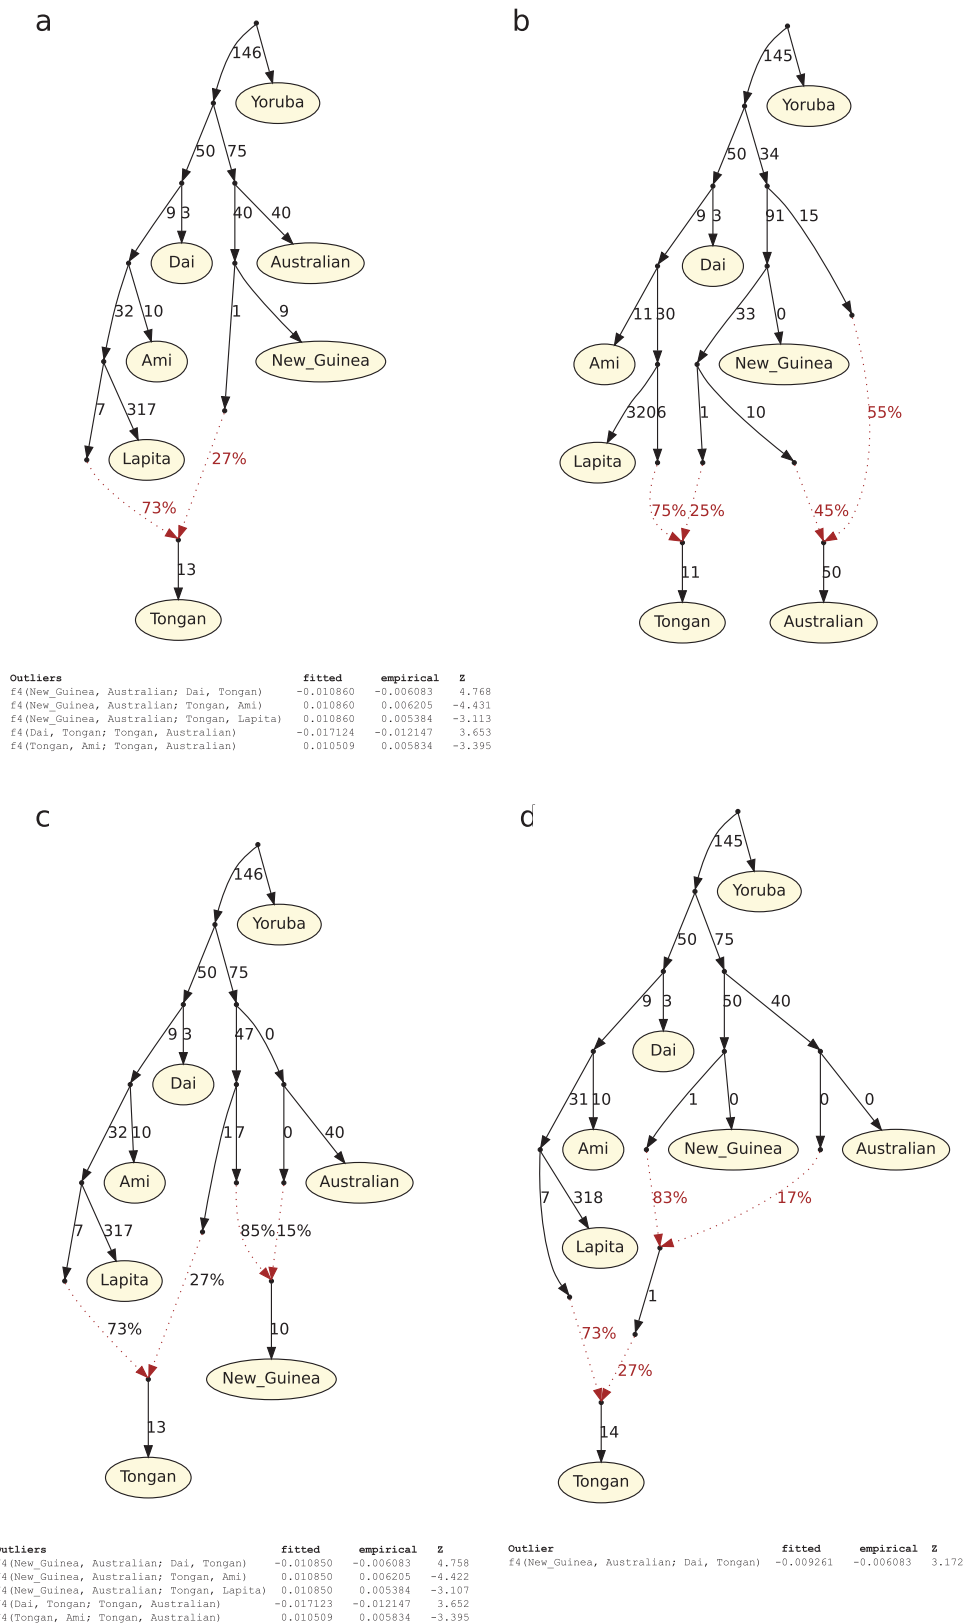 a
146
Yoruba
50 75
9 3 40 40
Dai Australian
32 10 1 9
Ami New_Guinea
7 317
Lapita 27%
73%
13
Tongan
Outliers fitted empirical Z
f4(New_Guinea, Australian; Dai, Tongan) -0.010860 -0.006083 4.768
f4(New_Guinea, Australian; Tongan, Ami) 0.010860 0.006205 -4.431
f4(New_Guinea, Australian; Tongan, Lapita) 0.010860 0.005384 -3.113
f4(Dai, Tongan; Tongan, Australian) -0.017124 -0.012147 3.653
f4(Tongan, Ami; Tongan, Australian) 0.010509 0.005834 -3.395
b
145
Yoruba
50 34
9 3 91 15
Dai
11 30 33 0
Ami New_Guinea
320 6 1 10 55%
Lapita
75% 25% 45%
11 50
Tongan Australian
c
146
Yoruba
50 75
9 3 47 0
Dai
32 10 17 0 40
Ami Australian
7 317 85% 15%
Lapita 27%
73% 10
New_Guinea
13
Tongan
Outliers fitted empirical Z
f4(New_Guinea, Australian; Dai, Tongan) -0.010850 -0.006083 4.758
f4(New_Guinea, Australian; Tongan, Ami) 0.010850 0.006205 -4.422
f4(New_Guinea, Australian; Tongan, Lapita) 0.010850 0.005384 -3.107
f4(Dai, Tongan; Tongan, Australian) -0.017123 -0.012147 3.652
f4(Tongan, Ami; Tongan, Australian) 0.010509 0.005834 -3.395
d
145
Yoruba
50 75
9 3 50 40
Dai
31 10 1 0 0 0
Ami New_Guinea Australian
7 318 83% 17%
Lapita
1
73%
27%
14
Tongan
Outlier fitted empirical Z
f4(New_Guinea, Australian; Dai, Tongan) -0.009261 -0.006083 3.172